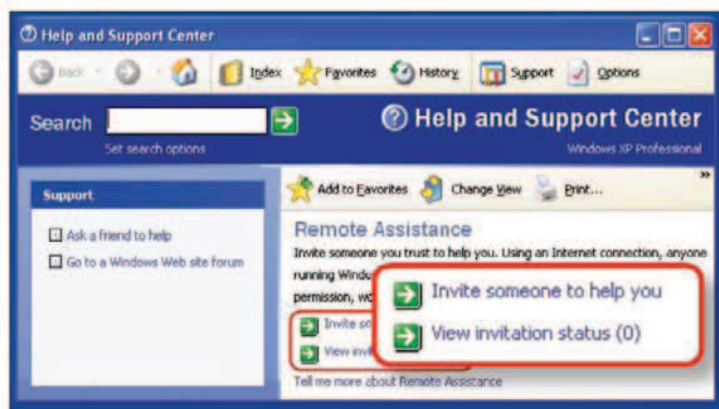 Help and Support Center
Back
Index
Favorites
History
Support
Options
Search
Set search options
Help and Support Center
Windows XP Professional
Support
Ask a friend to help
Go to a Windows Web site forum
Add to Favorites
Change View
Print...
»
Remote Assistance
Invite someone you trust to help you. Using an Internet connection, anyone
running
permission,
Invite
View
Tell me more about Remote Assistance
Invite someone to help you
View invitation status (0)